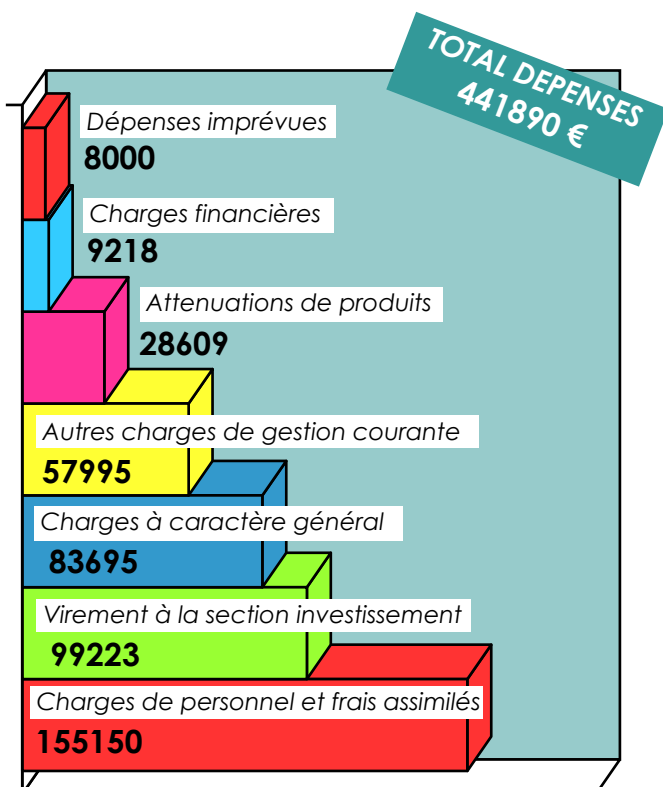 TOTAL DEPENSES
441890 €
Dépenses imprévues
8000
Charges financières
9218
Attenuations de produits
28609
Autres charges de gestion courante
57995
Charges à caractère général
83695
Virement à la section investissement
99223
Charges de personnel et frais assimilés
155150